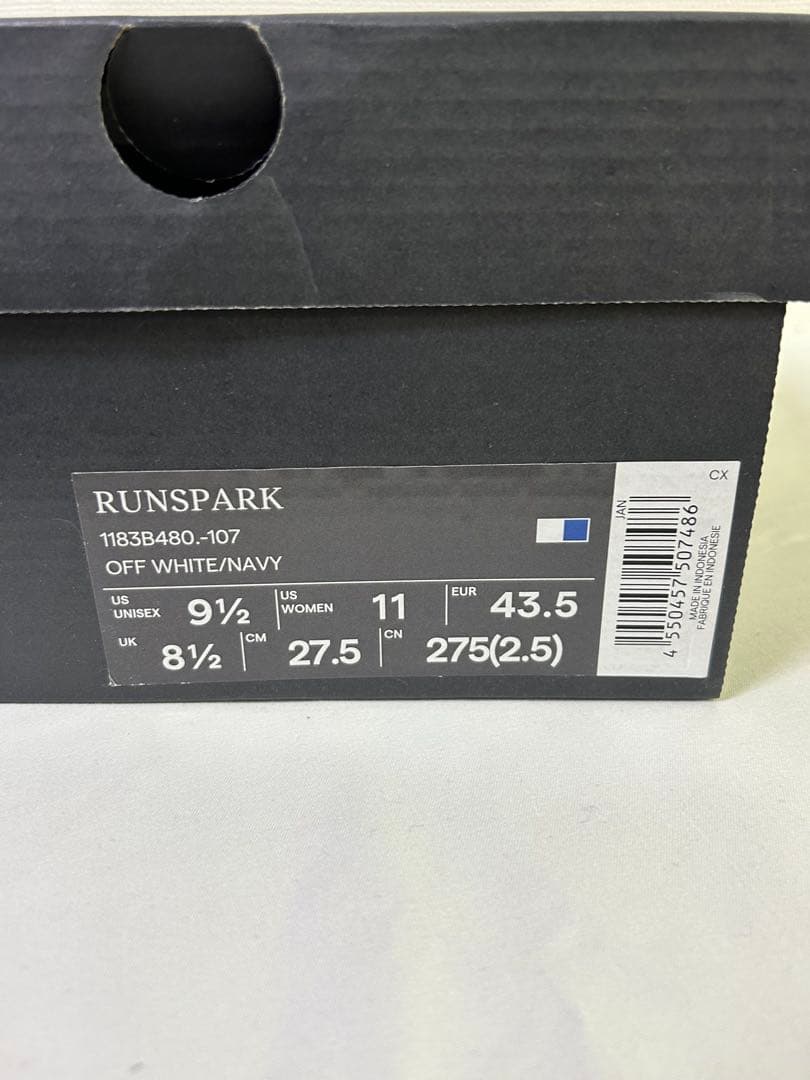 RUNSPARK
1183B480.-107
OFF WHITE/NAVY
US UNISEX 9½ US WOMEN 11 EUR 43.5
UK 8½ CM 27.5 CN 275(2.5)
CX
JAN
4 550457 507486
MADE IN INDONESIA
FABRIQUE EN INDONESIE